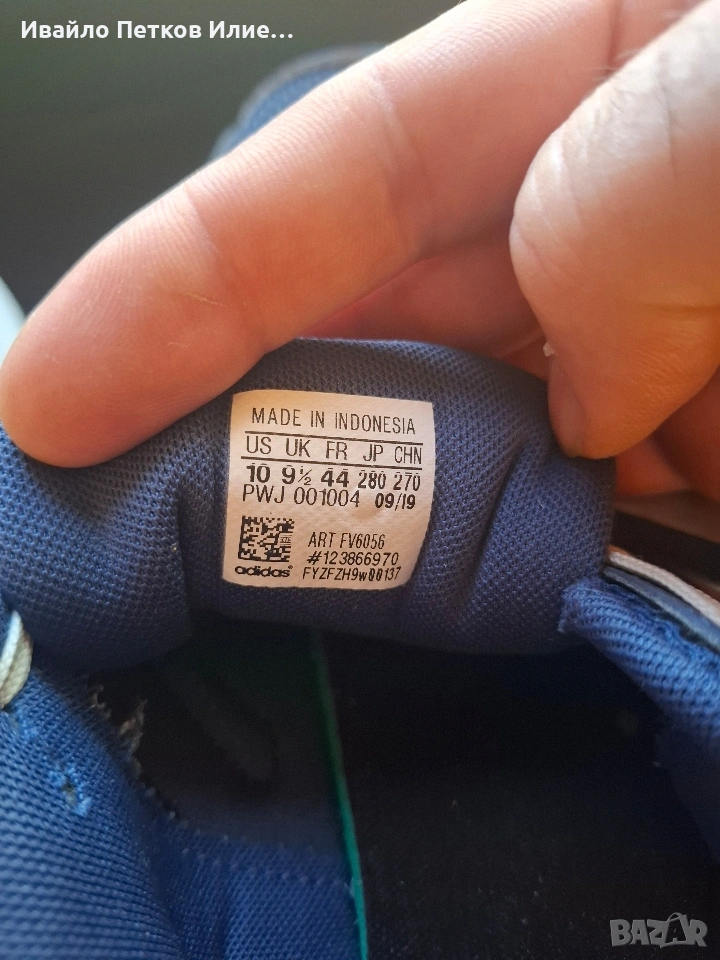 Ивайло Петков Илие...
MADE IN INDONESIA
US UK FR JP CHN
10 9½ 44 280 270
PWJ 001004 09/19
ART FV6056
#123866970
adidas FYZFZH9w00137
BAZAR